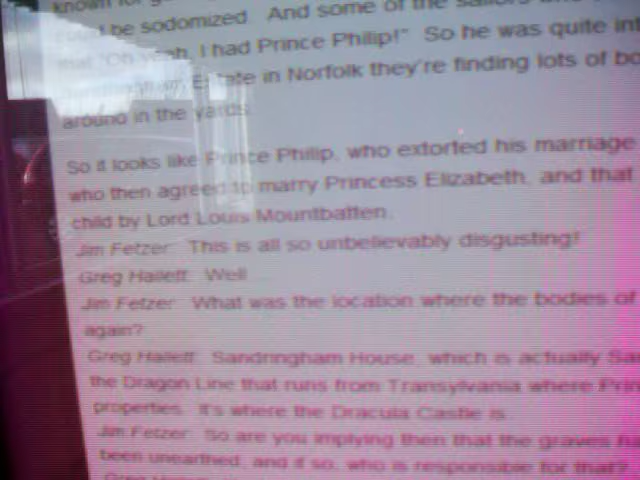 known for
be sodomized. And some of the sailors who
that "Oh yeah, I had Prince Philip!" So he was quite
Estate in Norfolk they're finding lots of
around in the yards.
So it looks like Prince Philip, who extorted his marriage
who then agreed to marry Princess Elizabeth, and that
child by Lord Louis Mountbatten.
Jim Fetzer: This is all so unbelievably disgusting!
Greg Hallett: Well
Jim Fetzer: What was the location where the bodies of
again?
Greg Hallett: Sandringham House, which is actually
the Dragon Line that runs from Transylvania where
properties. It's where the Dracula Castle is.
Jim Fetzer: So are you implying then that the graves
been unearthed, and if so, who is responsible for that?
Greg